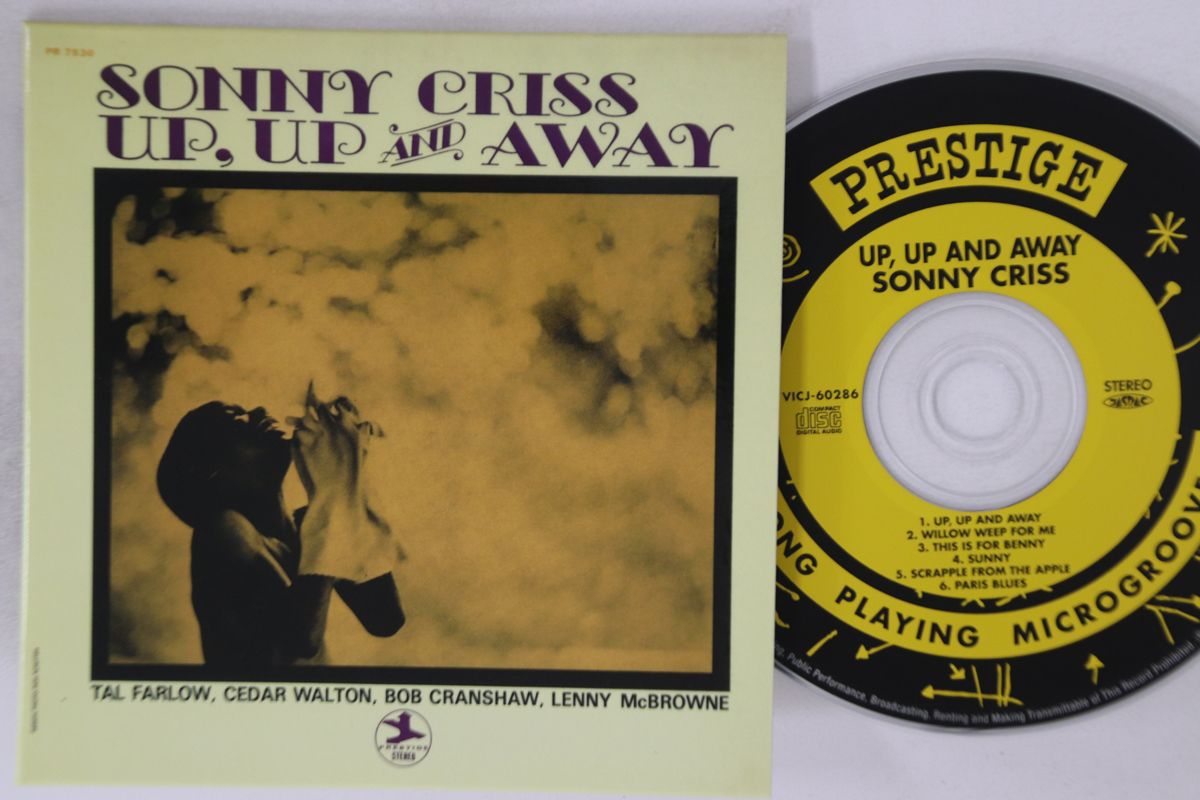 PR 7530
SONNY CRISS
UP, UP AND AWAY
TAL FARLOW, CEDAR WALTON, BOB CRANSHAW, LENNY McBROWNE
PRESTIGE
STEREO
PRESTIGE
UP, UP AND AWAY
SONNY CRISS
VICJ-60286
COMPACT
disc
DIGITAL AUDIO
STEREO
JASRAC
1. UP, UP AND AWAY
2. WILLOW WEEP FOR ME
3. THIS IS FOR BENNY
4. SUNNY
5. SCRAPPLE FROM THE APPLE
6. PARIS BLUES
ONG PLAYING MICROGROOVE
Public Performance, Broadcasting, Renting and Making Transmittable of This Record Prohibited.